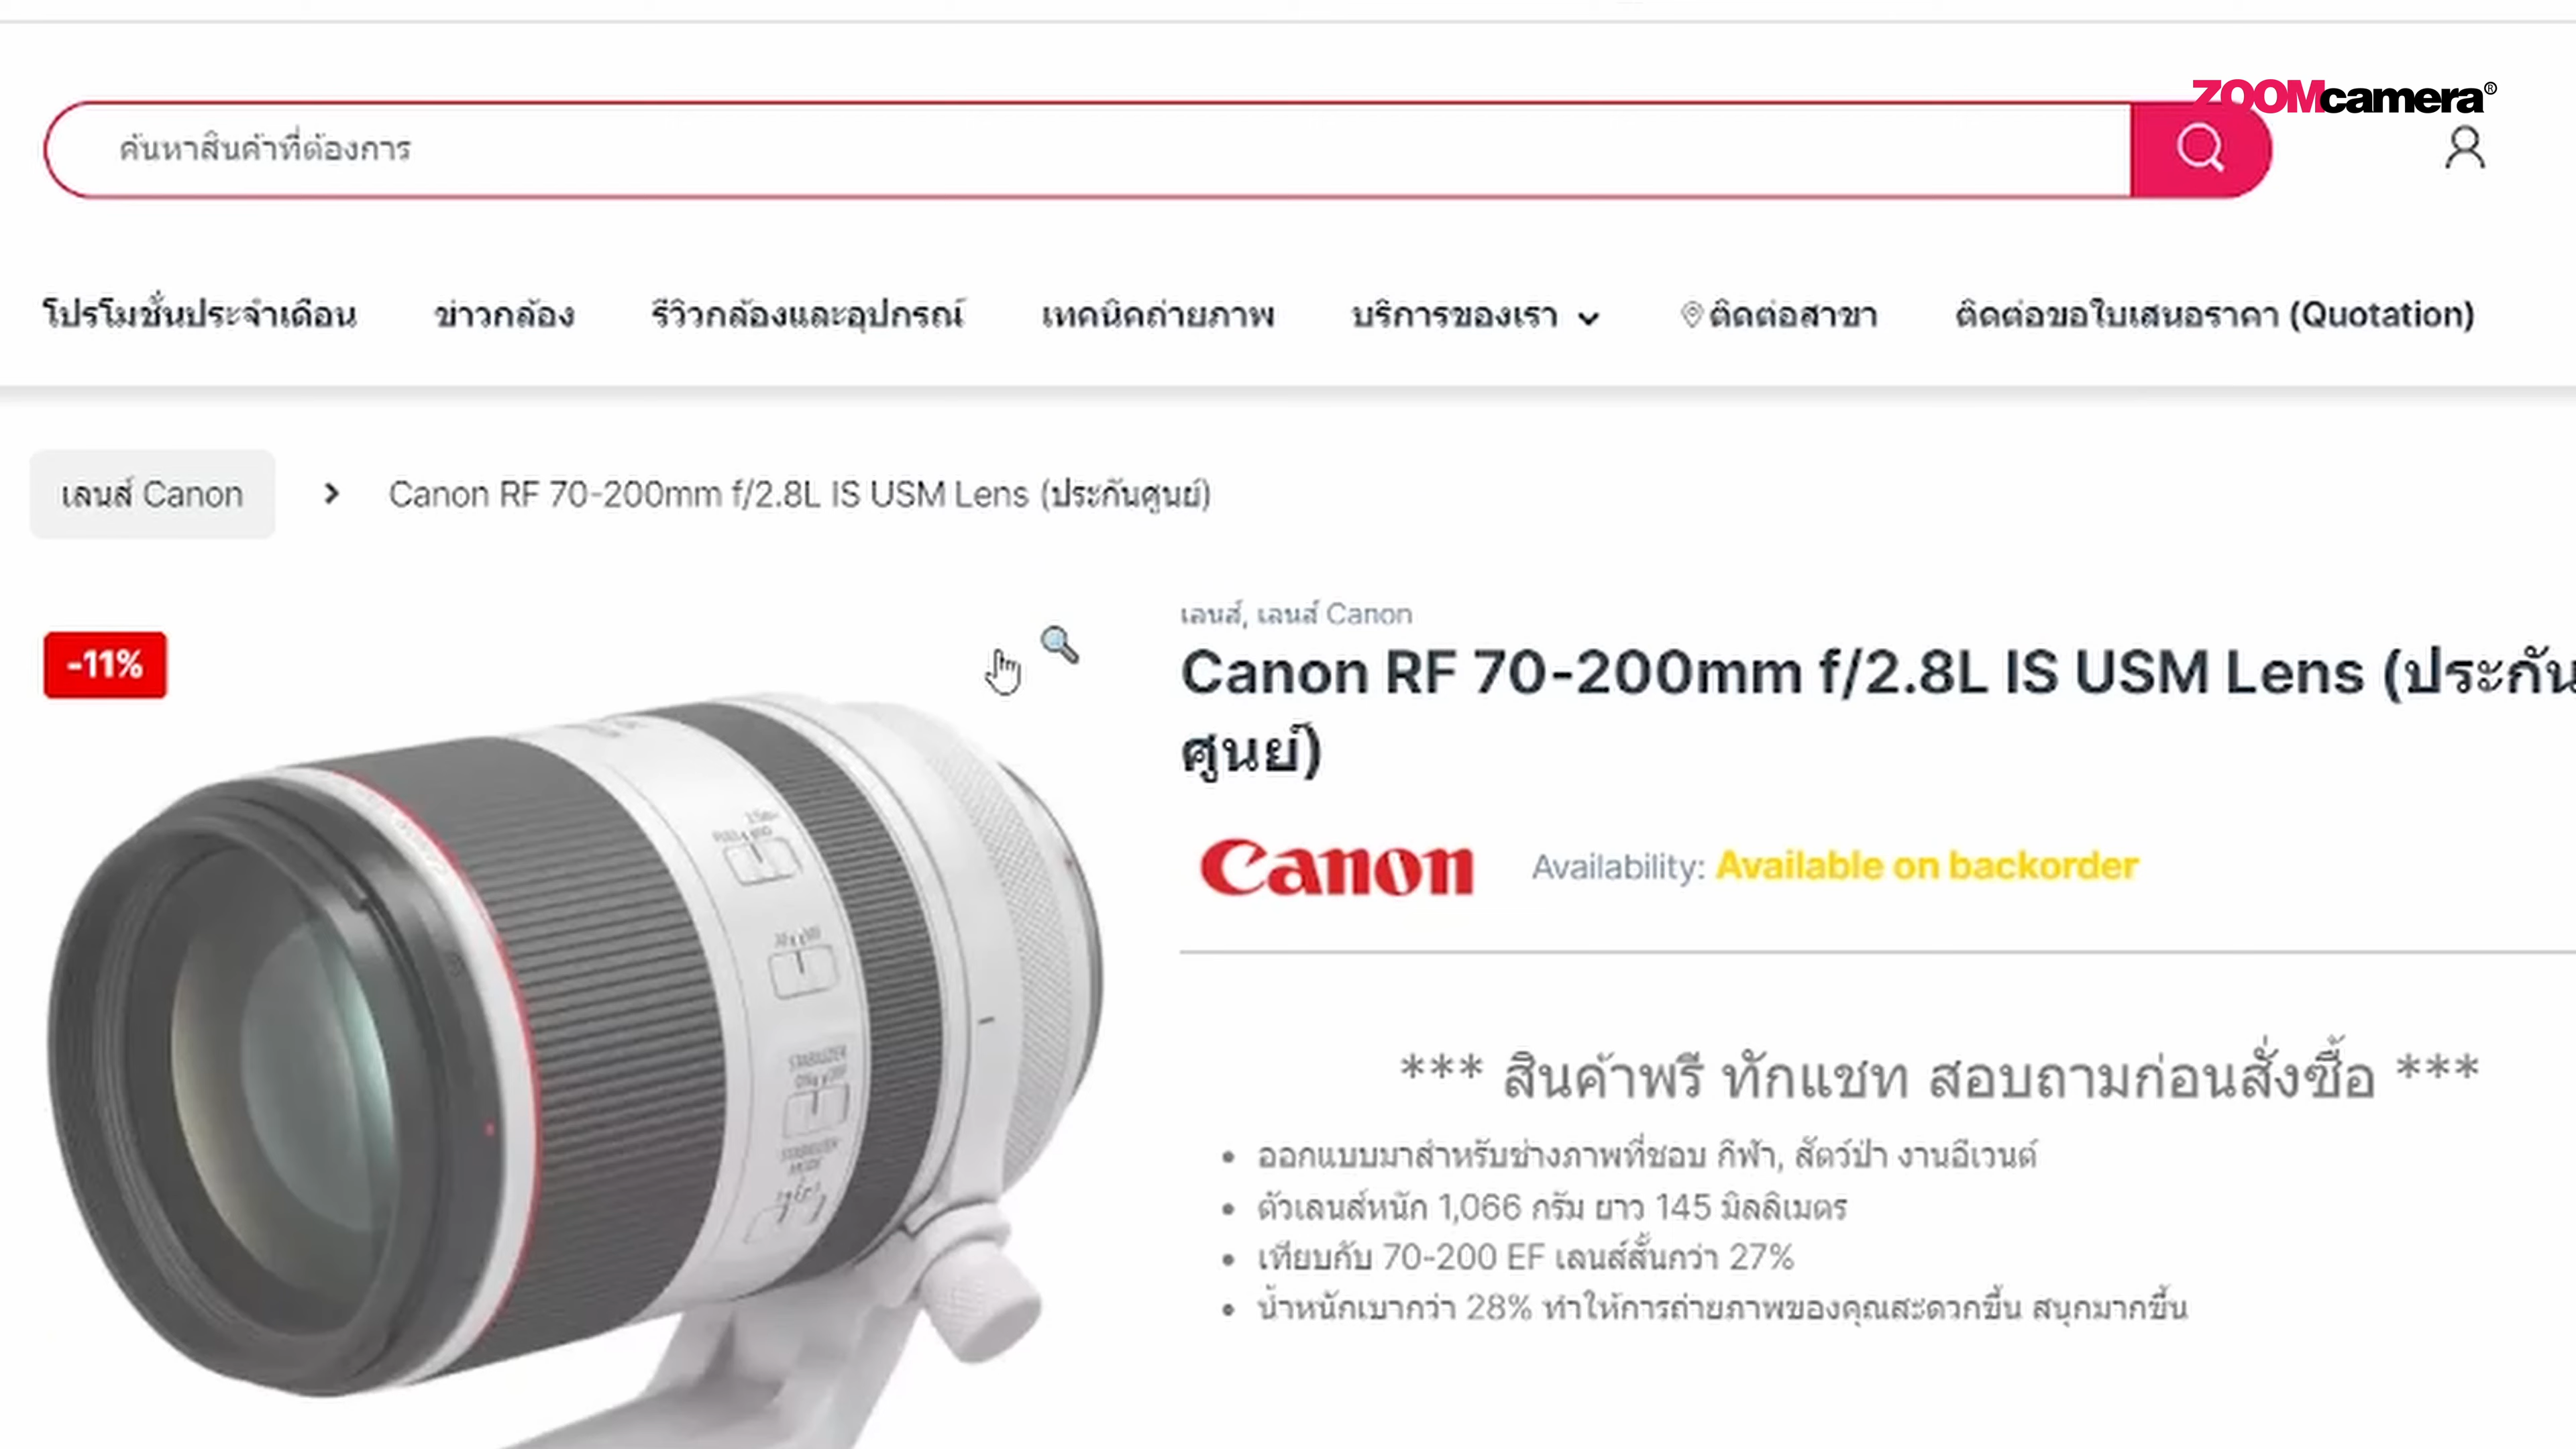 ZOOMcamera®
ค้นหาสินค้าที่ต้องการ
โปรโมชั่นประจำเดือน ข่าวกล้อง รีวิวกล้องและอุปกรณ์ เทคนิคถ่ายภาพ บริการของเรา ติดต่อสาขา ติดต่อขอใบเสนอราคา (Quotation)
เลนส์ Canon > Canon RF 70-200mm f/2.8L IS USM Lens (ประกันศูนย์)
-11%
เลนส์, เลนส์ Canon
Canon RF 70-200mm f/2.8L IS USM Lens (ประกัน
ศูนย์)
Canon Availability: Available on backorder
*** สินค้าพรี ทักแชท สอบถามก่อนสั่งซื้อ ***
• ออกแบบมาสำหรับช่างภาพที่ชอบ กีฬา, สัตว์ป่า งานอีเวนต์
• ตัวเลนส์หนัก 1,066 กรัม ยาว 145 มิลลิเมตร
• เทียบกับ 70-200 EF เลนส์สั้นกว่า 27%
• น้ำหนักเบากว่า 28% ทำให้การถ่ายภาพของคุณสะดวกขึ้น สนุกมากขึ้น
STABILIZER
STABILIZER
MODE